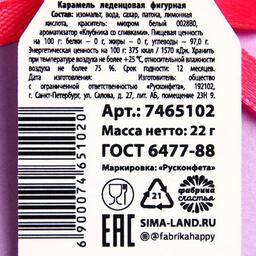 Карамель леденцовая фигурная
Состав: изомальт, вода, сахар, патока, лимонная
кислота, краситель: микром белый 002880,
ароматизатор «Клубника со сливками». Пищевая ценность
на 100 г: белки — 0 г, жиры — 0 г, углеводы — 97,0 г.
Энергетическая ценность на 100 г: 375 ккал / 1570 кДж. Хранить
при температуре не более +25 °С, относительной влажности
воздуха не более 75 %. Срок годности: 12 месяцев.
Дата изготовления: Изготовитель: общество
с ограниченной ответственностью «Русконфета», 192102,
г. Санкт-Петербург, ул. Салова, д. 27, лит. АБ, помещение 23Н
Арт.: 7465102
Масса нетто: 22 г
ГОСТ 6477-88
Маркировка: «Русконфета»
6900074651020
21
фабрика
счастья
EAC
SIMA-LAND.RU
@fabrikahappy